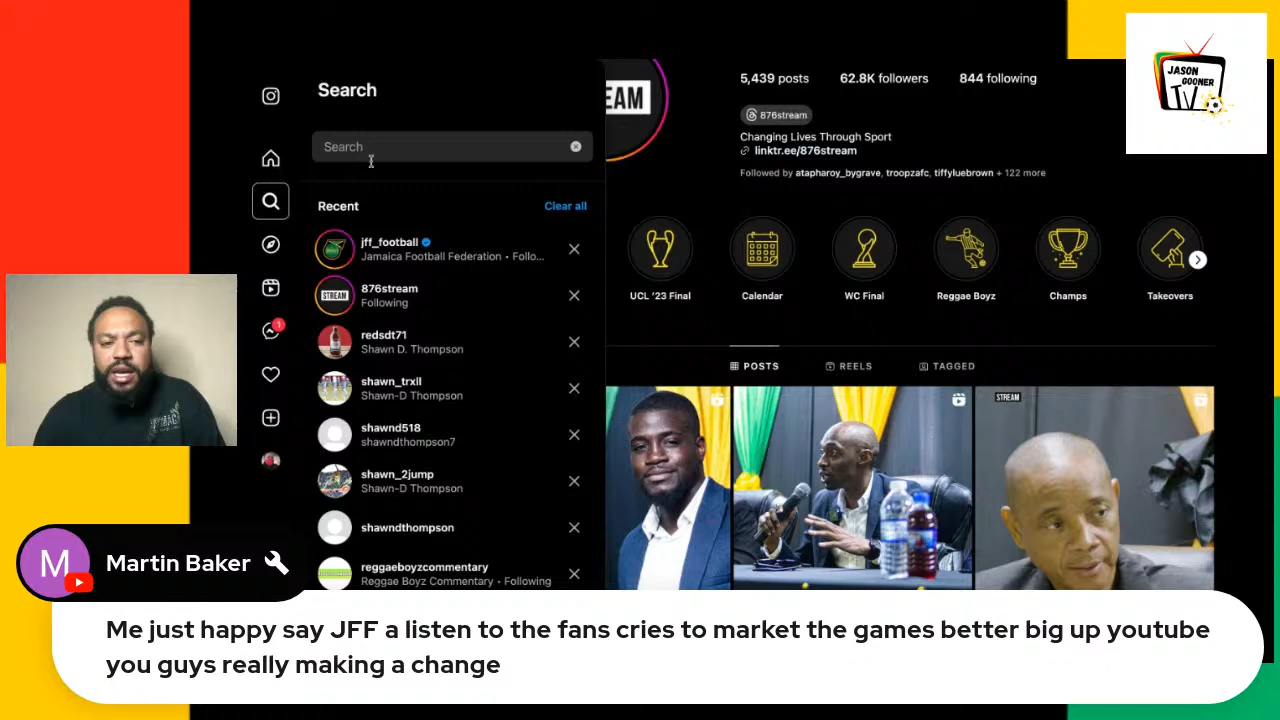 JASON
GOONER
TV
Search
Search
Recent
Clear all
jff_football
Jamaica Football Federation • Follo...
876stream
Following
redsdt71
Shawn D. Thompson
shawn_trxll
Shawn-D Thompson
shawnd518
shawndthompson7
shawn_2jump
Shawn-D Thompson
shawndthompson
reggaeboyzcommentary
Reggae Boyz Commentary • Following
1
STREAM
EAM
5,439 posts 62.8K followers 844 following
876stream
Changing Lives Through Sport
linktr.ee/876stream
Followed by atapharoy_bygrave, troopzafc, tiffyluebrown + 122 more
UCL '23 Final
Calendar
WC Final
Reggae Boyz
Champs
Takeovers
POSTS
REELS
TAGGED
STREAM
M
Martin Baker
Me just happy say JFF a listen to the fans cries to market the games better big up youtube
you guys really making a change